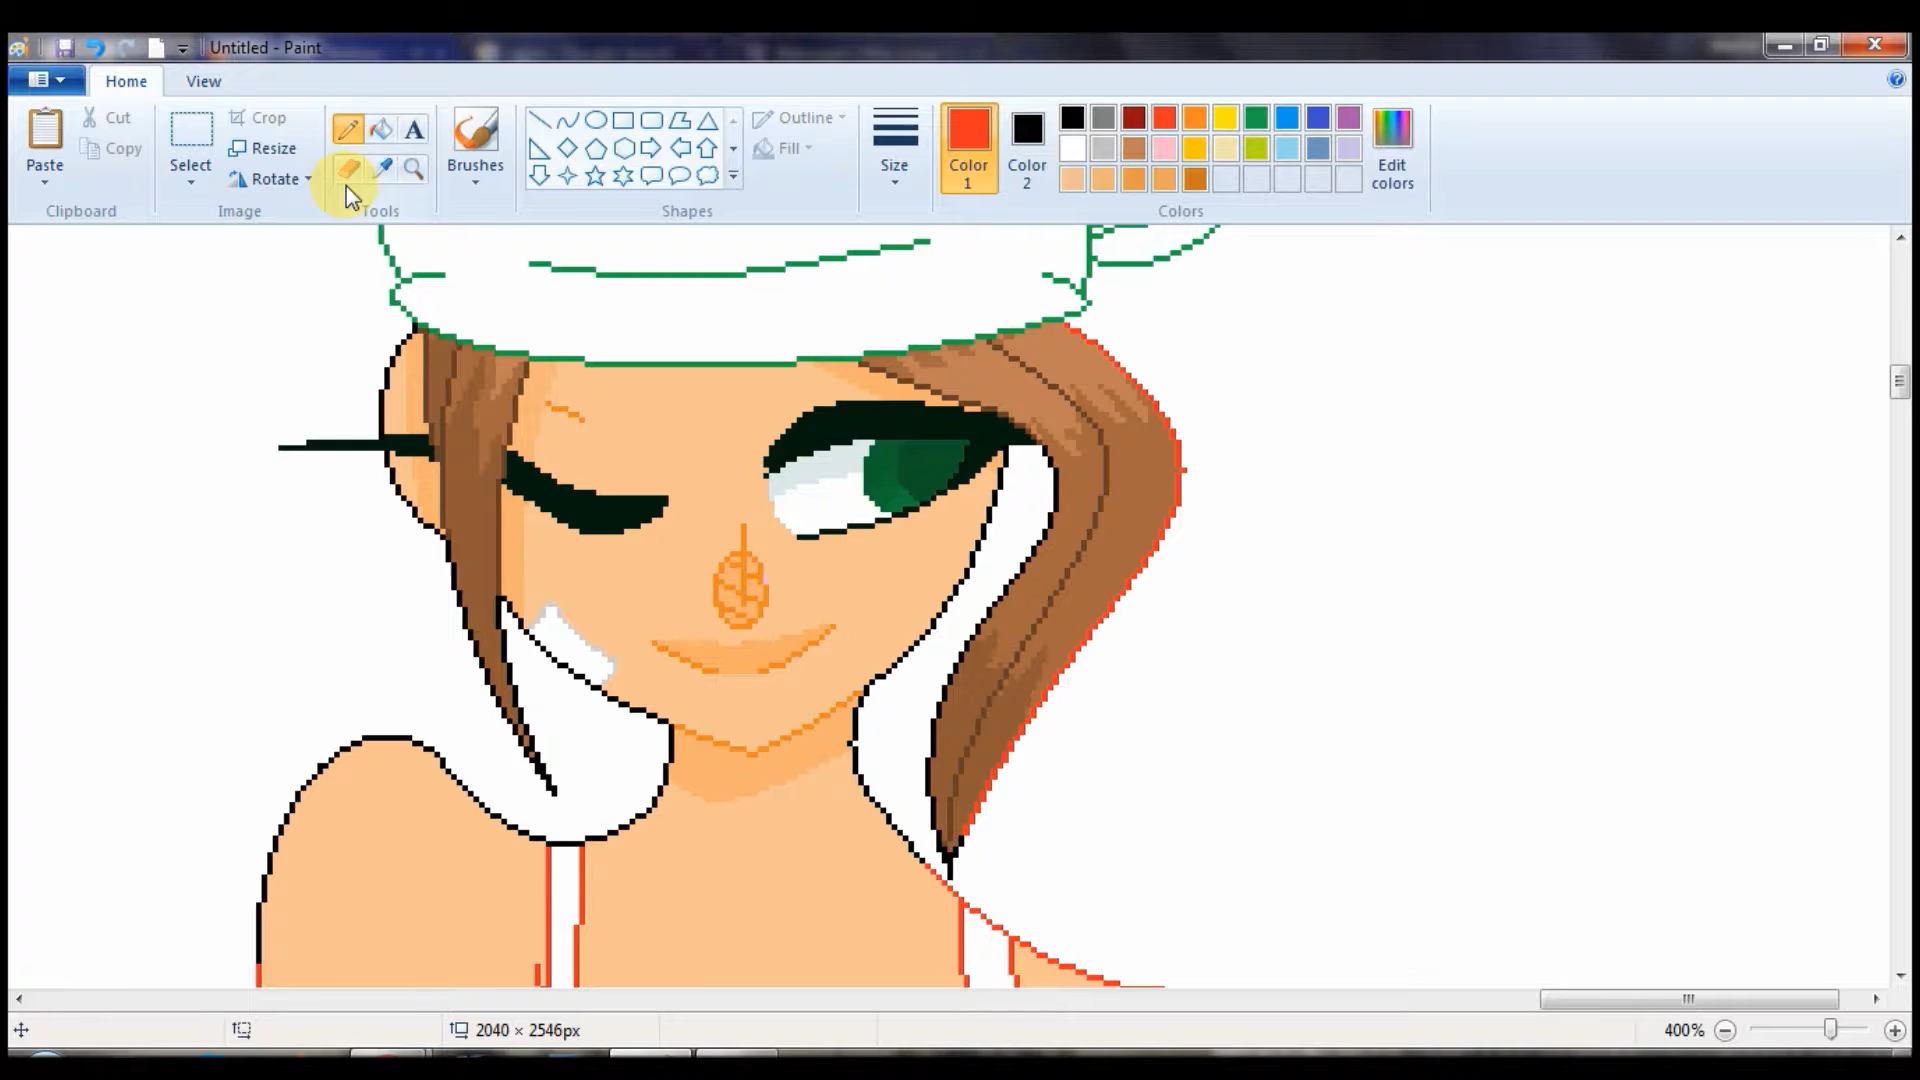 Untitled - Paint
Home View
Paste
Cut
Copy
Clipboard
Select
Crop
Resize
Rotate
Image
A
Tools
Brushes
Outline
Fill
Shapes
Size
Color 1
Color 2
Edit colors
Colors
2040 × 2546px
400%